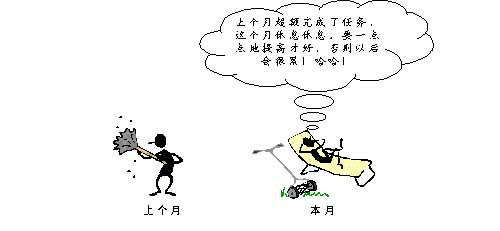 上个月超额完成了任务，
这个月休息休息。要一点
点地提高才好，否则以后
会很累！哈哈！
上个月
本月